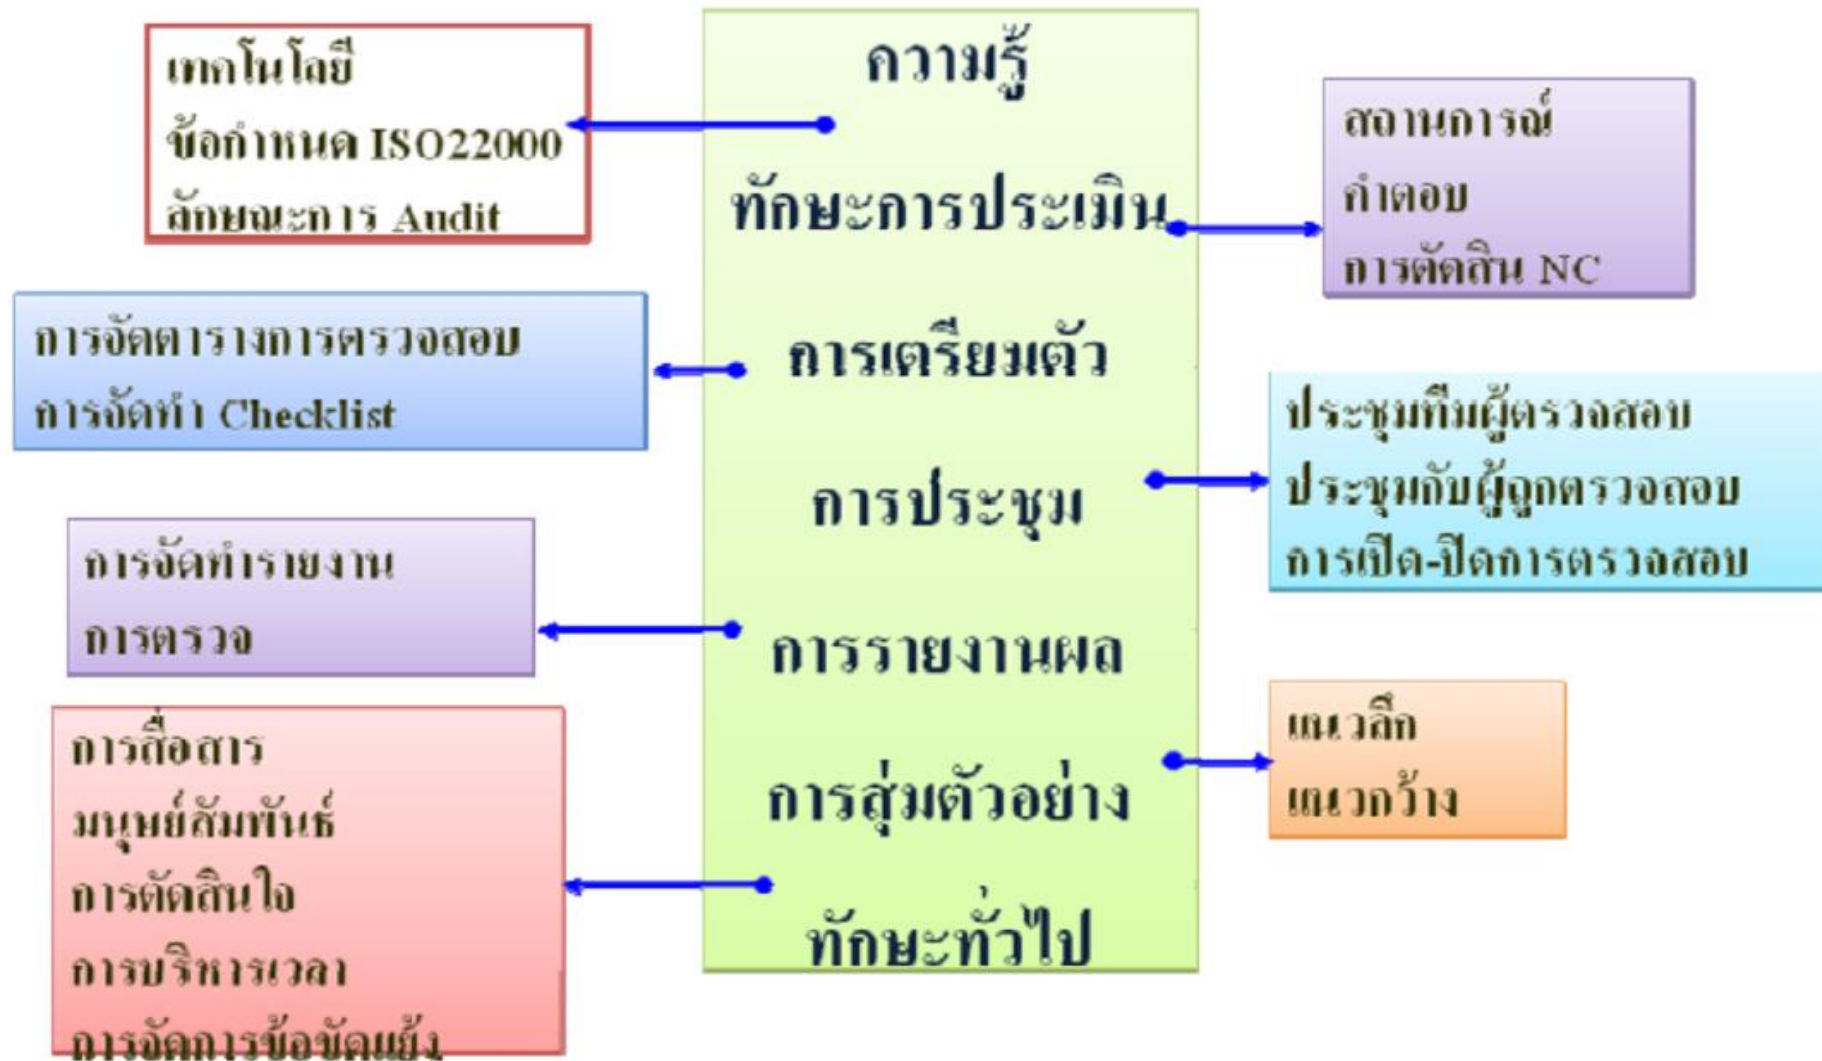 ความรู้
เทคโนโลยี
ข้อกำหนด ISO22000
ลักษณะการ Audit
ทักษะการประเมิน
สถานการณ์
คำตอบ
การตัดสิน NC
การเตรียมตัว
การจัดตารางการตรวจสอบ
การจัดทำ Checklist
การประชุม
ประชุมทีมผู้ตรวจสอบ
ประชุมกับผู้ถูกตรวจสอบ
การเปิด-ปิดการตรวจสอบ
การรายงานผล
การจัดทำรายงาน
การตรวจ
การสุ่มตัวอย่าง
แนวลึก
แนวกว้าง
ทักษะทั่วไป
การสื่อสาร
มนุษย์สัมพันธ์
การตัดสินใจ
การบริหารเวลา
การจัดการข้อขัดแย้ง